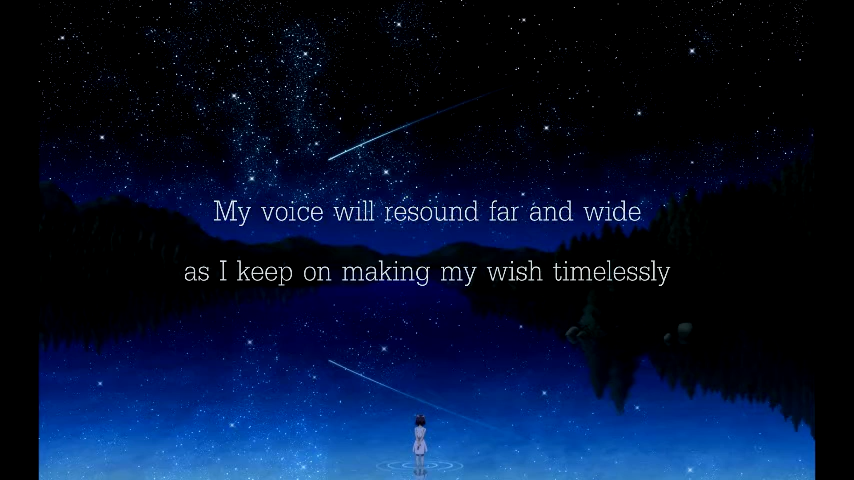 My voice will resound far and wide
as I keep on making my wish timelessly